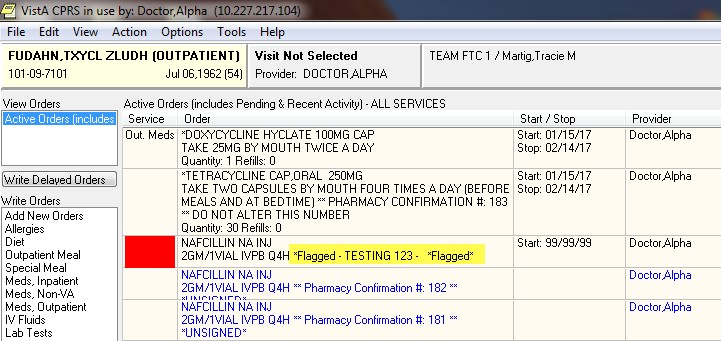 VistA CPRS in use by: Doctor,Alpha (10.227.217.104)
File Edit View Action Options Tools Help
FUDAHN,TXYCL ZLUDH (OUTPATIENT) Visit Not Selected TEAM FTC 1 / Martig,Tracie M
101-09-7101 Jul 06,1962 (54) Provider: DOCTOR,ALPHA
View Orders
Active Orders (includes
Write Delayed Orders
Write Orders
Add New Orders
Allergies
Diet
Outpatient Meal
Special Meal
Meds, Inpatient
Meds, Non-VA
Meds, Outpatient
IV Fluids
Lab Tests
Active Orders (includes Pending & Recent Activity) - ALL SERVICES
Service Order Start / Stop Provider
Out. Meds *DOXYCYCLINE HYCLATE 100MG CAP Start: 01/15/17 Doctor,Alpha
TAKE 25MG BY MOUTH TWICE A DAY Stop: 02/14/17
Quantity: 1 Refills: 0
*TETRACYCLINE CAP,ORAL 250MG Start: 01/15/17 Doctor,Alpha
TAKE TWO CAPSULES BY MOUTH FOUR TIMES A DAY (BEFORE Stop: 02/14/17
MEALS AND AT BEDTIME) ** PHARMACY CONFIRMATION #: 183
** DO NOT ALTER THIS NUMBER
Quantity: 30 Refills: 0
NAFCILLIN NA INJ Start: 99/99/99 Doctor,Alpha
2GM/1VIAL IVPB Q4H *Flagged - TESTING 123 - *Flagged*
NAFCILLIN NA INJ Doctor,Alpha
2GM/1VIAL IVPB Q4H ** Pharmacy Confirmation #: 182 **
*UNSIGNED*
NAFCILLIN NA INJ Doctor,Alpha
2GM/1VIAL IVPB Q4H ** Pharmacy Confirmation #: 181 **
*UNSIGNED*